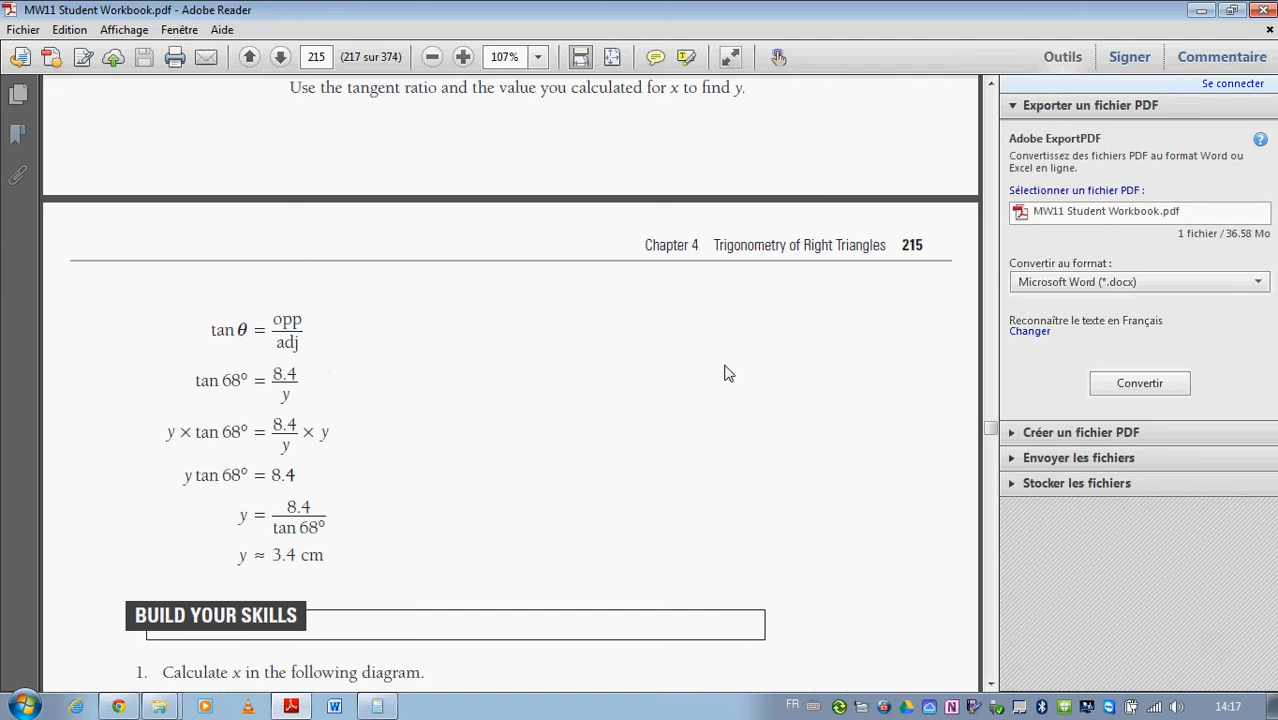 MW11 Student Workbook.pdf - Adobe Reader
Fichier Edition Affichage Fenêtre Aide
215 (217 sur 374) 107% Outils Signer Commentaire
Se connecter
Use the tangent ratio and the value you calculated for x to find y.
Chapter 4 Trigonometry of Right Triangles 215
tan θ = opp/adj
tan 68° = 8.4/y
y × tan 68° = 8.4/y × y
y tan 68° = 8.4
y = 8.4/tan 68°
y ≈ 3.4 cm
BUILD YOUR SKILLS
1. Calculate x in the following diagram.
Exporter un fichier PDF
Adobe ExportPDF
Convertissez des fichiers PDF au format Word ou
Excel en ligne.
Sélectionner un fichier PDF :
MW11 Student Workbook.pdf
1 fichier / 36.58 Mo
Convertir au format :
Microsoft Word (*.docx)
Reconnaître le texte en Français
Changer
Convertir
Créer un fichier PDF
Envoyer les fichiers
Stocker les fichiers
FR 14:17